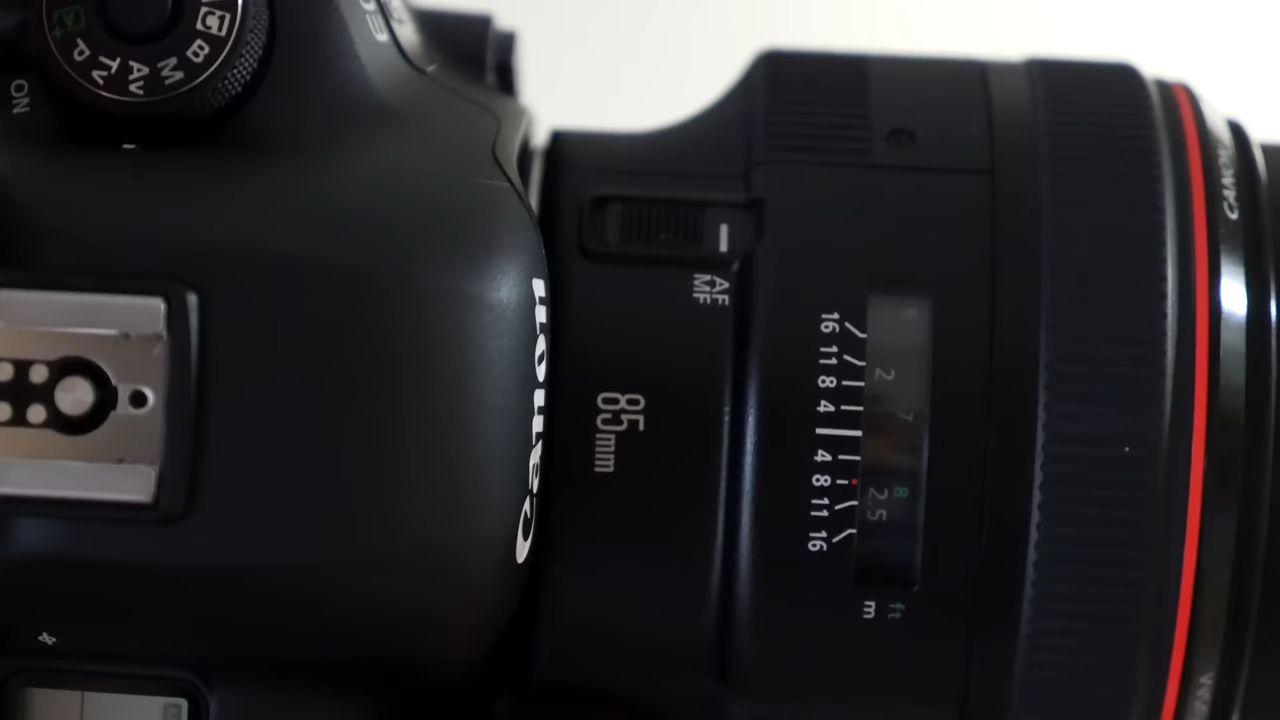 C1
B
M
Av
Tv
P
A+
ON
Canon
AF
MF
85mm
16 11 8 4 4 8 11 16
2 2.5 m
7 8 ft